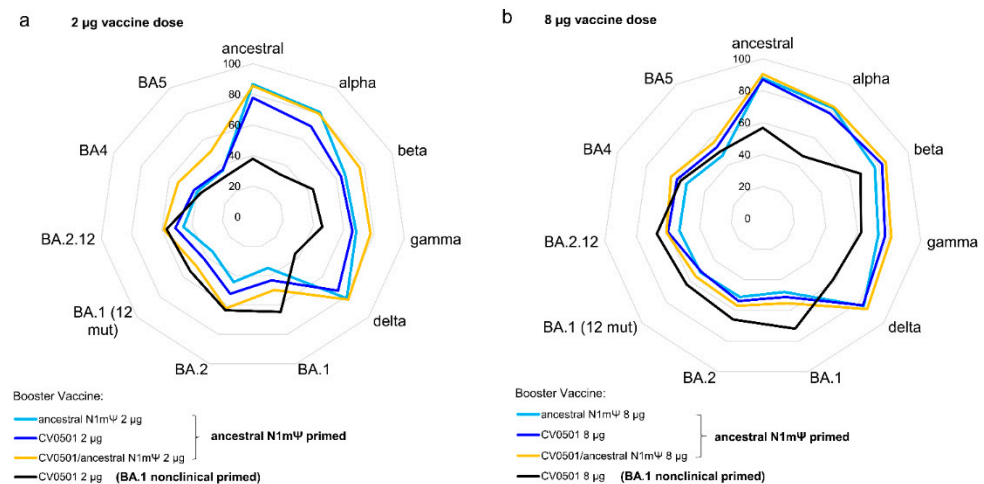 a
2 µg vaccine dose
ancestral
alpha
beta
gamma
delta
BA.1
BA.2
BA.1 (12
mut)
BA.2.12
BA4
BA5
100
80
60
40
20
0
Booster Vaccine:
ancestral N1mΨ 2 µg
CV0501 2 µg
CV0501/ancestral N1mΨ 2 µg
ancestral N1mΨ primed
CV0501 2 µg (BA.1 nonclinical primed)
b
8 µg vaccine dose
ancestral
alpha
beta
gamma
delta
BA.1
BA.2
BA.1 (12 mut)
BA.2.12
BA4
BA5
100
80
60
40
20
0
Booster Vaccine:
ancestral N1mΨ 8 µg
CV0501 8 µg
CV0501/ancestral N1mΨ 8 µg
ancestral N1mΨ primed
CV0501 8 µg (BA.1 nonclinical primed)